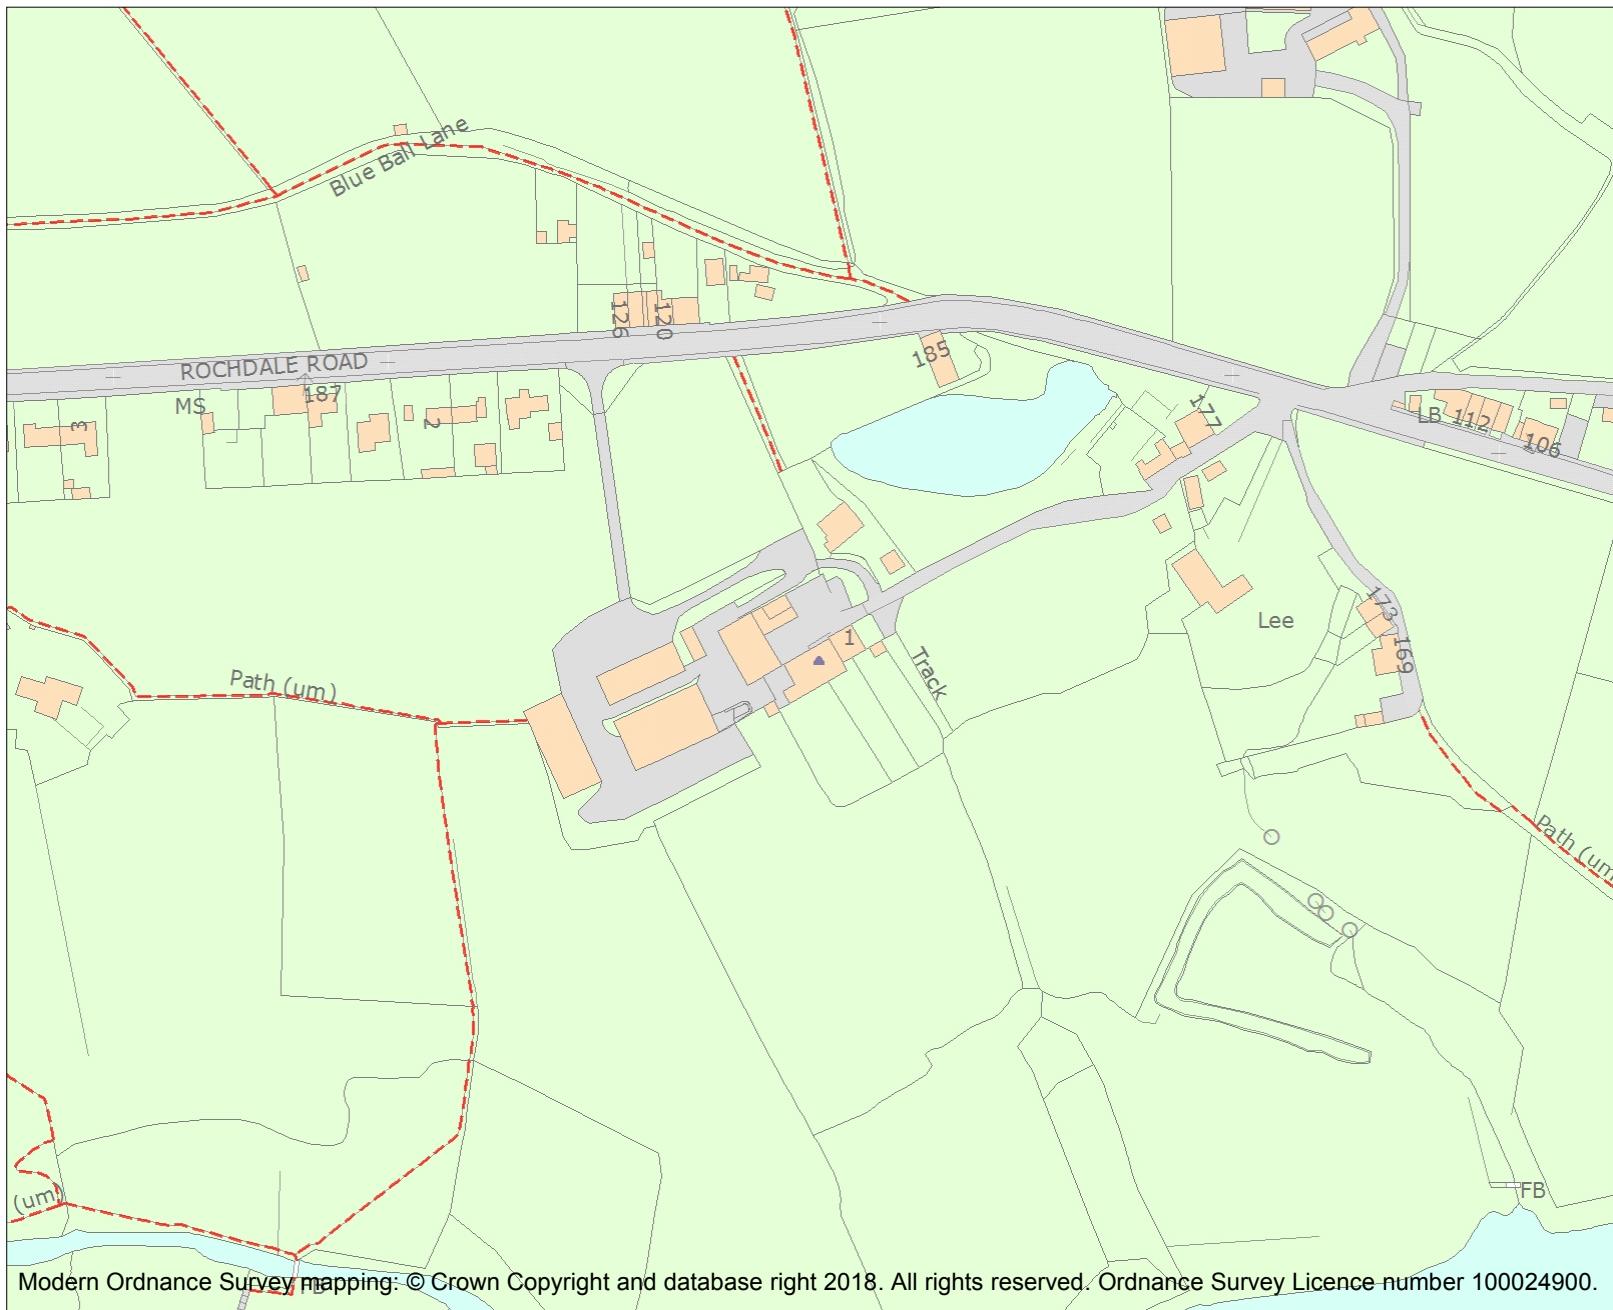 Blue Ball Lane
126
120
185
ROCHDALE ROAD
187
MS
3
2
177
LB
112
106
173
Lee
1
169
Track
Path (um)
Path (um
(um)
FB
FB
Modern Ordnance Survey mapping: © Crown Copyright and database right 2018. All rights reserved. Ordnance Survey Licence number 100024900.